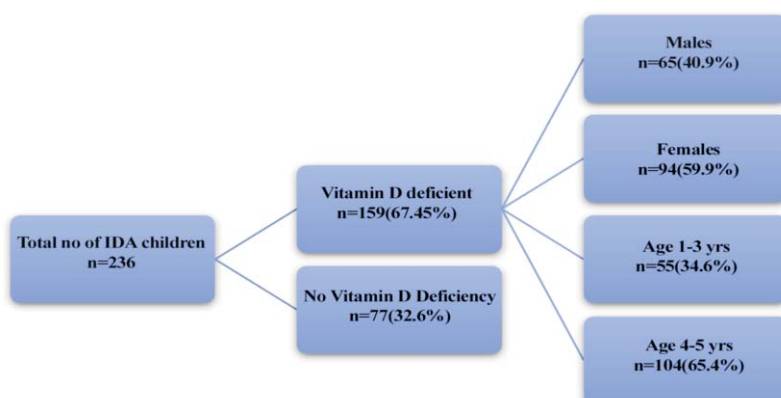 Total no of IDA children
n=236
Vitamin D deficient
n=159(67.45%)
No Vitamin D Deficiency
n=77(32.6%)
Males
n=65(40.9%)
Females
n=94(59.9%)
Age 1-3 yrs
n=55(34.6%)
Age 4-5 yrs
n=104(65.4%)